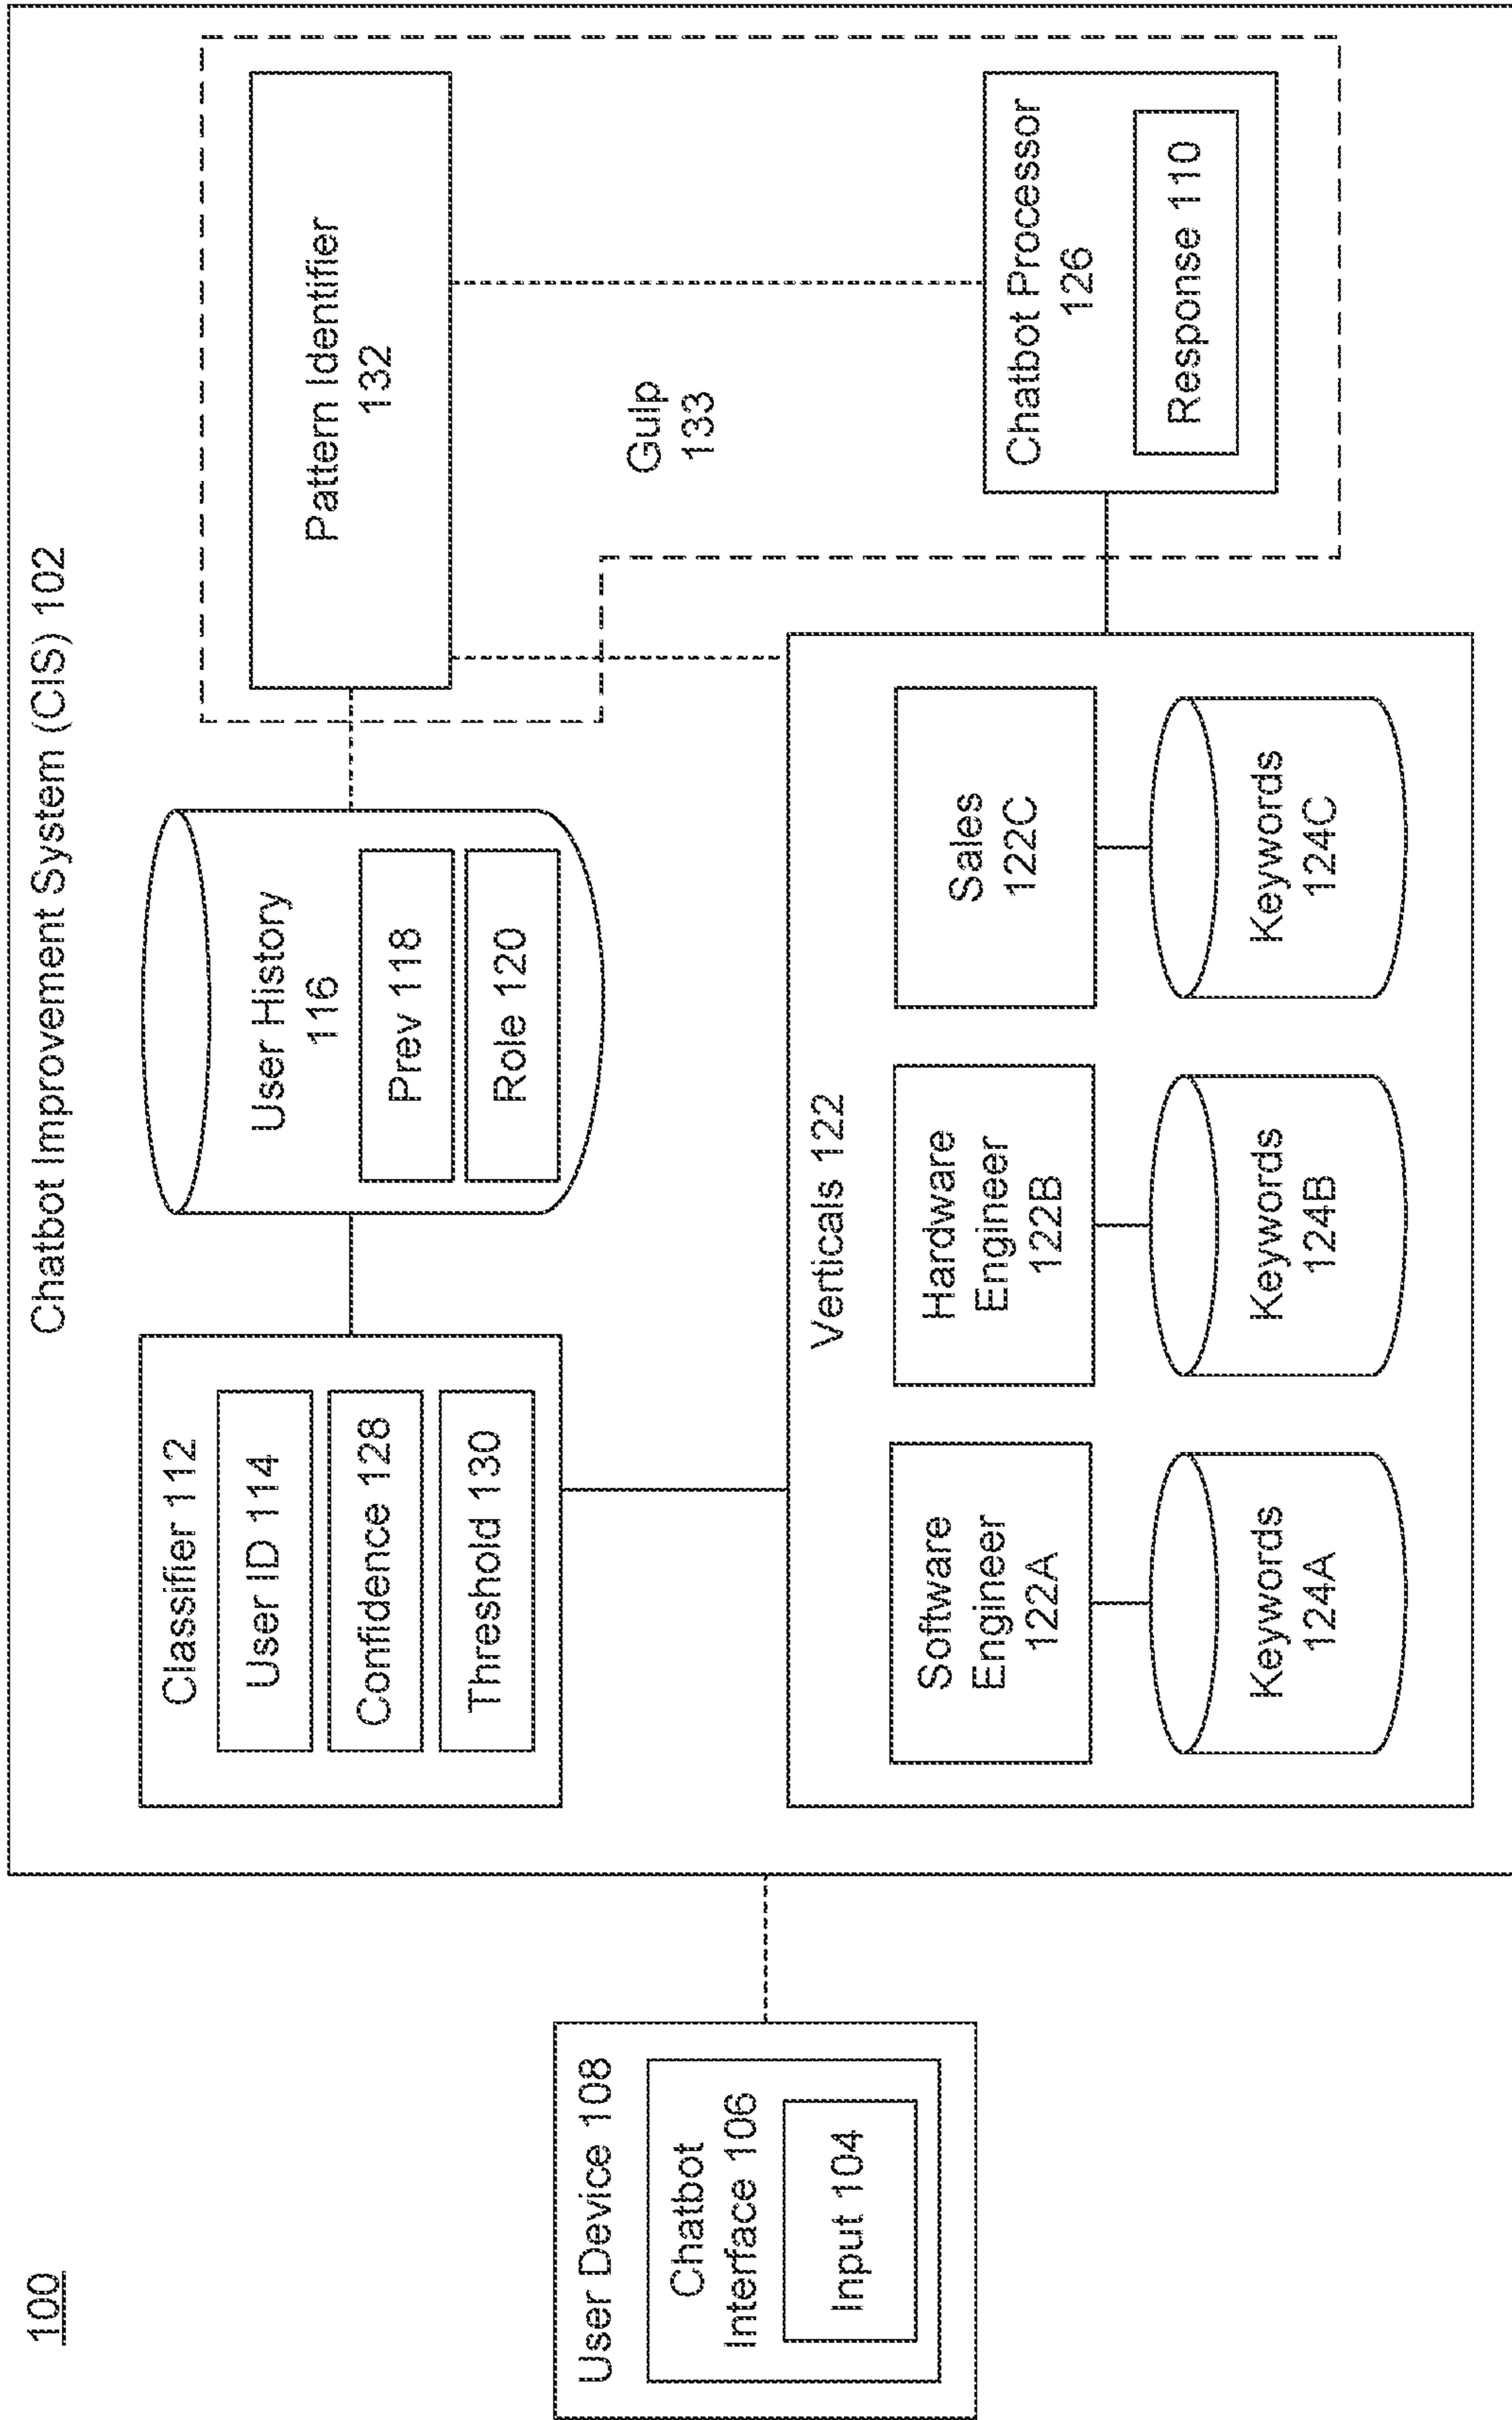 100
User Device 108
Chatbot
Interface 106
Input 104
Chatbot Improvement System (CIS) 102
Classifier 112
User ID 114
Confidence 128
Threshold 130
User History
116
Prev 118
Role 120
Pattern Identifier
132
Gulp
133
Verticals 122
Software
Engineer
122A
Hardware
Engineer
122B
Sales
122C
Keywords
124A
Keywords
124B
Keywords
124C
Chatbot Processor
126
Response 110